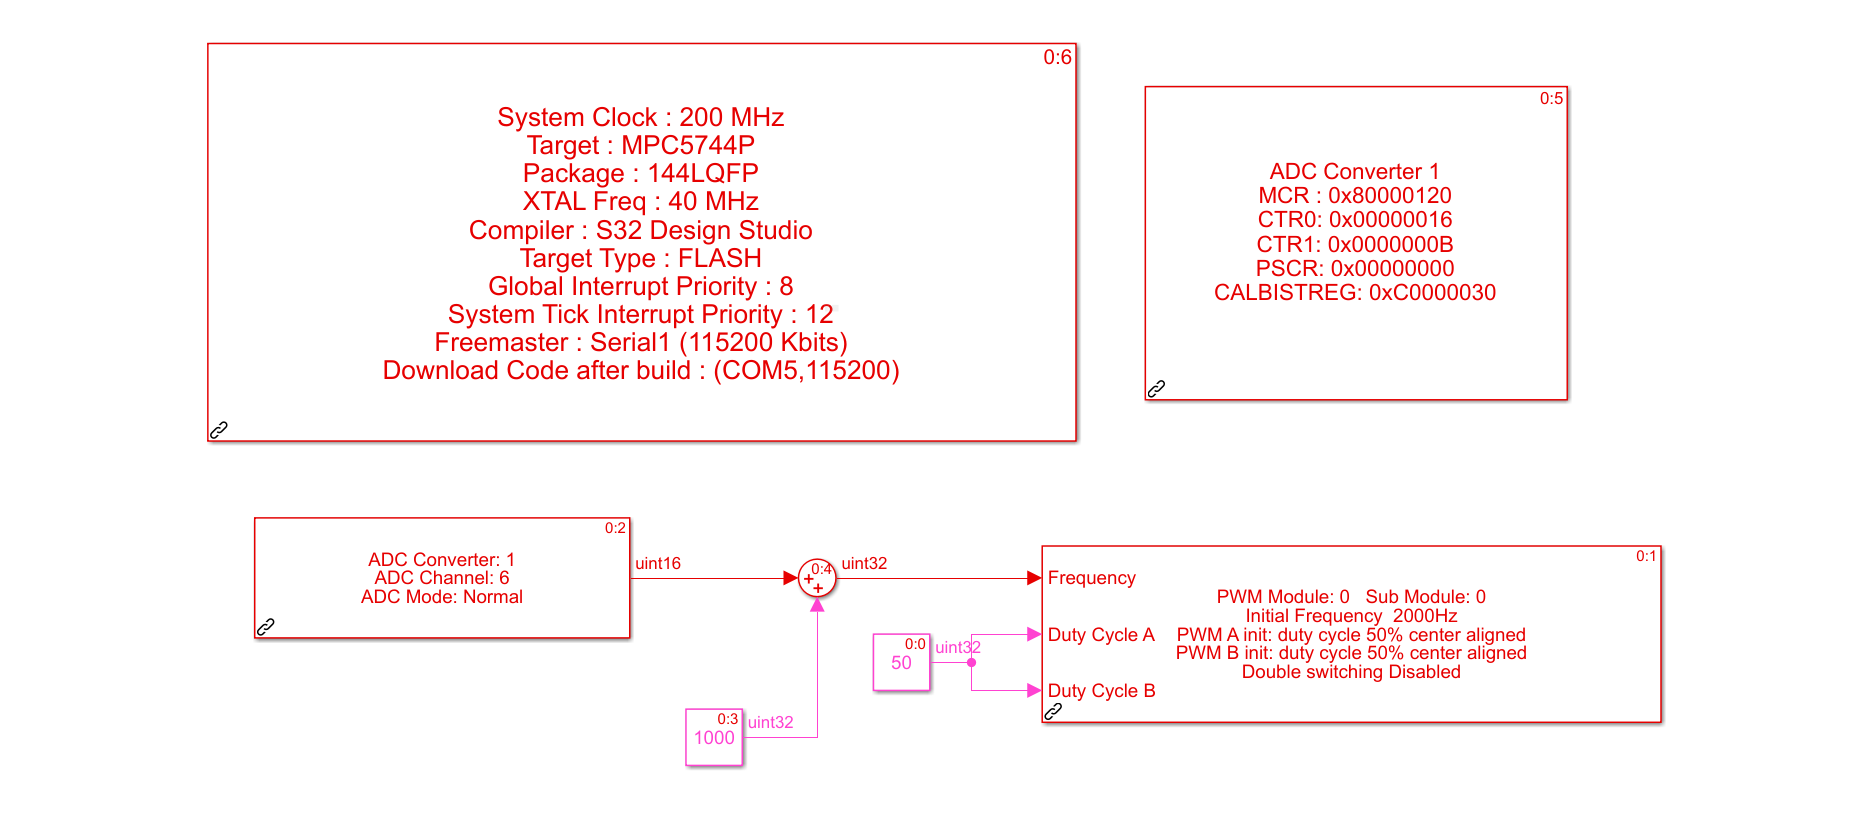 0:6
System Clock : 200 MHz
Target : MPC5744P
Package : 144LQFP
XTAL Freq : 40 MHz
Compiler : S32 Design Studio
Target Type : FLASH
Global Interrupt Priority : 8
System Tick Interrupt Priority : 12
Freemaster : Serial1 (115200 Kbits)
Download Code after build : (COM5,115200)
0:5
ADC Converter 1
MCR : 0x80000120
CTR0: 0x00000016
CTR1: 0x0000000B
PSCR: 0x00000000
CALBISTREG: 0xC0000030
0:2
ADC Converter: 1
ADC Channel: 6
ADC Mode: Normal
uint16
0:4
+
+
uint32
0:3
1000
uint32
0:0
50
uint32
0:1
Frequency
Duty Cycle A
Duty Cycle B
PWM Module: 0 Sub Module: 0
Initial Frequency 2000Hz
PWM A init: duty cycle 50% center aligned
PWM B init: duty cycle 50% center aligned
Double switching Disabled